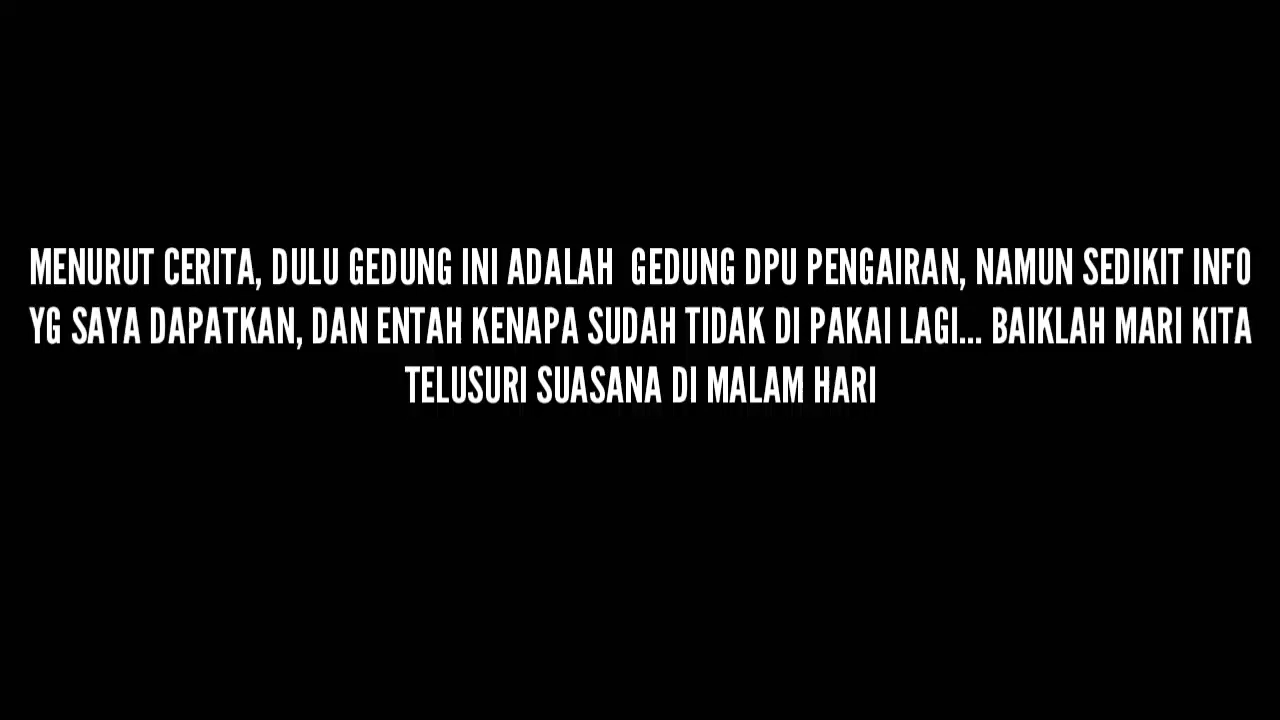 MENURUT CERITA, DULU GEDUNG INI ADALAH  GEDUNG DPU PENGAIRAN, NAMUN SEDIKIT INFO
YG SAYA DAPATKAN, DAN ENTAH KENAPA SUDAH TIDAK DI PAKAI LAGI... BAIKLAH MARI KITA
TELUSURI SUASANA DI MALAM HARI